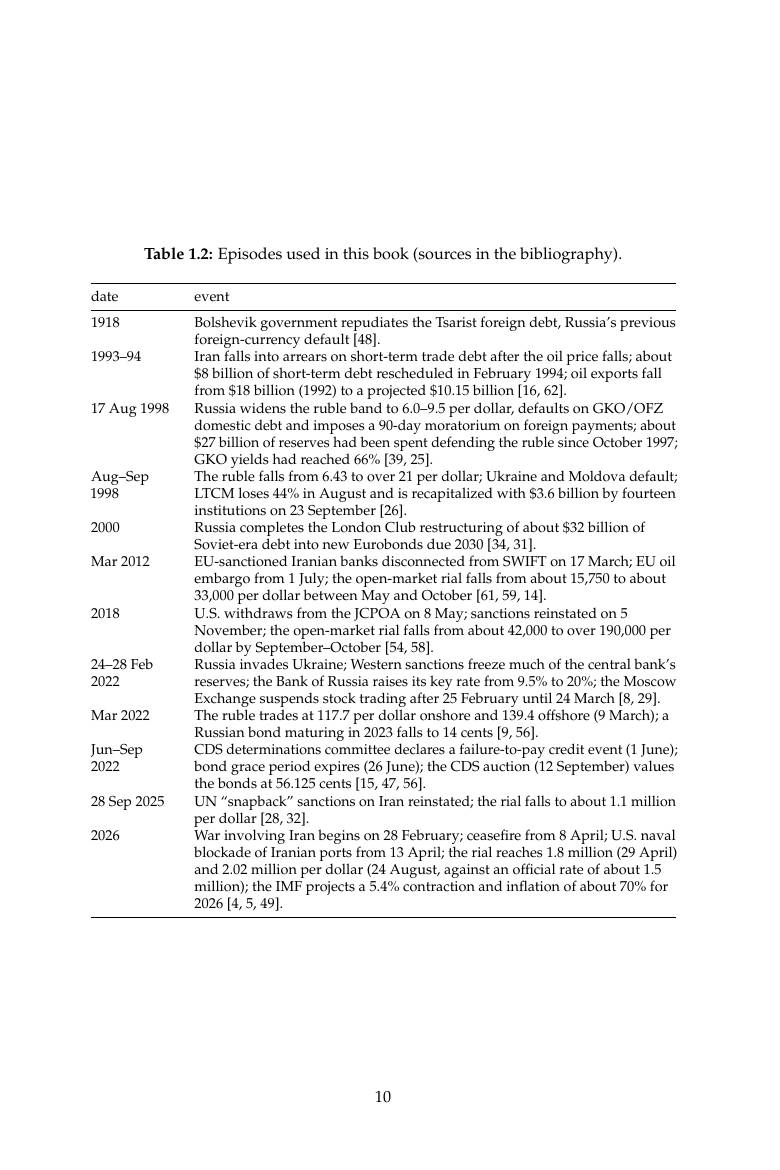 Table 1.2: Episodes used in this book (sources in the bibliography).
date event
1918 Bolshevik government repudiates the Tsarist foreign debt, Russia's previous
foreign-currency default [48].
1993–94 Iran falls into arrears on short-term trade debt after the oil price falls; about
$8 billion of short-term debt rescheduled in February 1994; oil exports fall
from $18 billion (1992) to a projected $10.15 billion [16, 62].
17 Aug 1998 Russia widens the ruble band to 6.0–9.5 per dollar, defaults on GKO/OFZ
domestic debt and imposes a 90-day moratorium on foreign payments; about
$27 billion of reserves had been spent defending the ruble since October 1997;
GKO yields had reached 66% [39, 25].
Aug–Sep The ruble falls from 6.43 to over 21 per dollar; Ukraine and Moldova default;
1998 LTCM loses 44% in August and is recapitalized with $3.6 billion by fourteen
institutions on 23 September [26].
2000 Russia completes the London Club restructuring of about $32 billion of
Soviet-era debt into new Eurobonds due 2030 [34, 31].
Mar 2012 EU-sanctioned Iranian banks disconnected from SWIFT on 17 March; EU oil
embargo from 1 July; the open-market rial falls from about 15,750 to about
33,000 per dollar between May and October [61, 59, 14].
2018 U.S. withdraws from the JCPOA on 8 May; sanctions reinstated on 5
November; the open-market rial falls from about 42,000 to over 190,000 per
dollar by September–October [54, 58].
24–28 Feb Russia invades Ukraine; Western sanctions freeze much of the central bank's
2022 reserves; the Bank of Russia raises its key rate from 9.5% to 20%; the Moscow
Exchange suspends stock trading after 25 February until 24 March [8, 29].
Mar 2022 The ruble trades at 117.7 per dollar onshore and 139.4 offshore (9 March); a
Russian bond maturing in 2023 falls to 14 cents [9, 56].
Jun–Sep CDS determinations committee declares a failure-to-pay credit event (1 June);
2022 bond grace period expires (26 June); the CDS auction (12 September) values
the bonds at 56.125 cents [15, 47, 56].
28 Sep 2025 UN “snapback” sanctions on Iran reinstated; the rial falls to about 1.1 million
per dollar [28, 32].
2026 War involving Iran begins on 28 February; ceasefire from 8 April; U.S. naval
blockade of Iranian ports from 13 April; the rial reaches 1.8 million (29 April)
and 2.02 million per dollar (24 August, against an official rate of about 1.5
million); the IMF projects a 5.4% contraction and inflation of about 70% for
2026 [4, 5, 49].
10